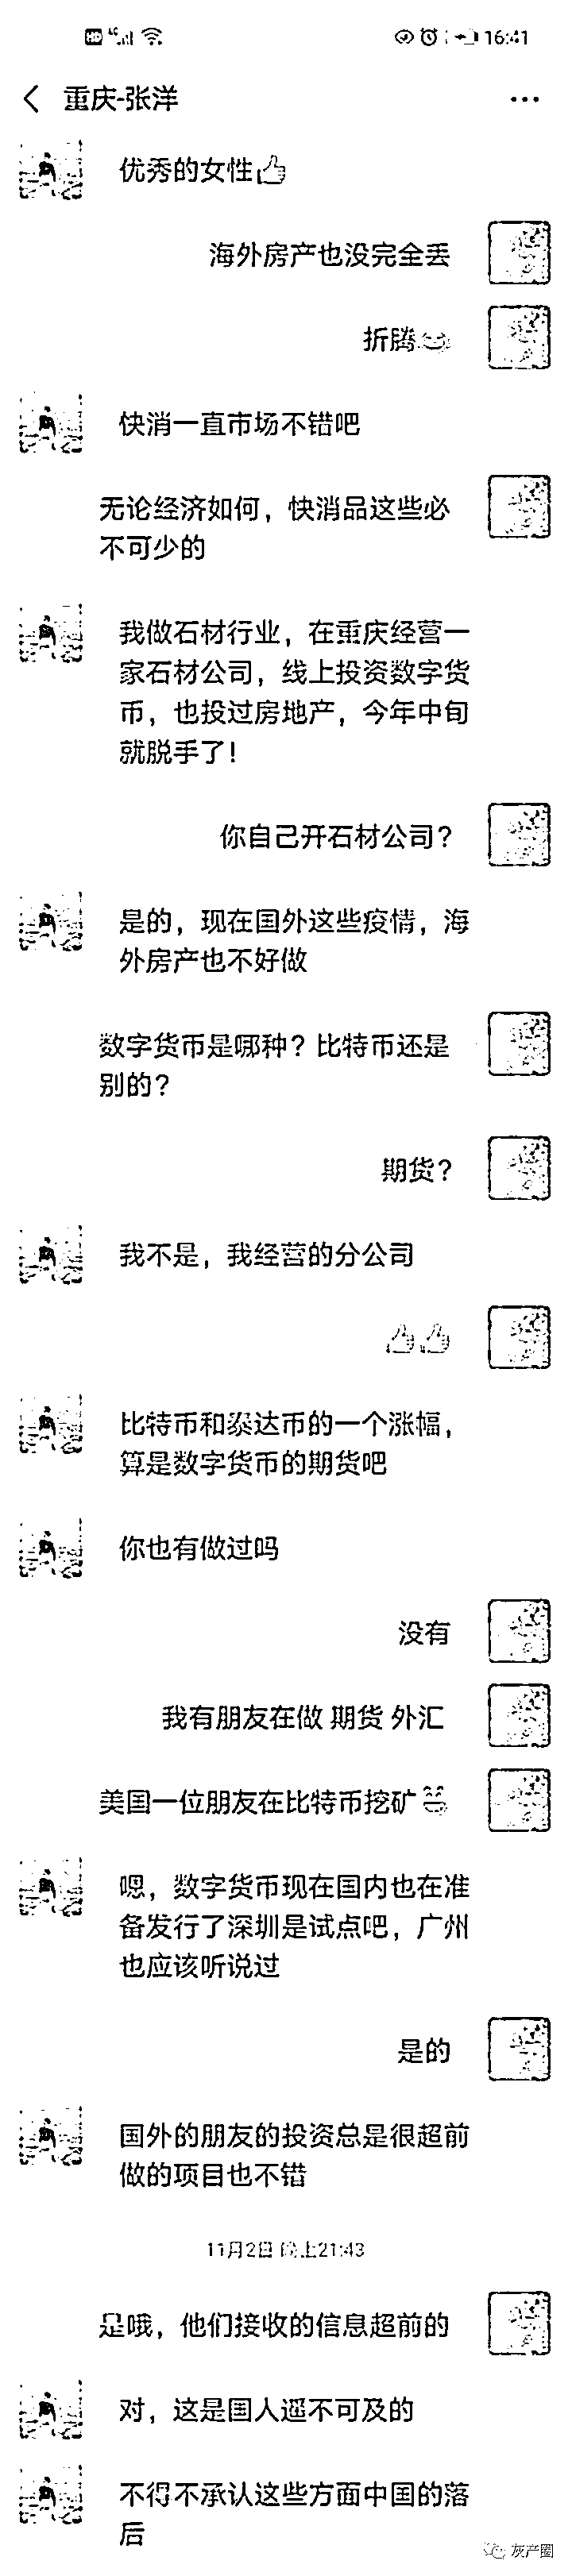 HD 4G 16:41
重庆-张洋
优秀的女性👍
海外房产也没完全丢
折腾
快消一直市场不错吧
无论经济如何，快消品这些必
不可少的
我做石材行业，在重庆经营一
家石材公司，线上投资数字货
币，也投过房地产，今年中旬
就脱手了！
你自己开石材公司？
是的，现在国外这些疫情，海
外房产也不好做
数字货币是哪种？比特币还是
别的？
期货？
我不是，我经营的分公司
👍👍
比特币和泰达币的一个涨幅，
算是数字货币的期货吧
你也有做过吗
没有
我有朋友在做 期货 外汇
美国一位朋友在比特币挖矿
嗯，数字货币现在国内也在准
备发行了深圳是试点吧，广州
也应该听说过
是的
国外的朋友的投资总是很超前
做的项目也不错
11月2日 晚上21:43
是哦，他们接收的信息超前的
对，这是国人遥不可及的
不得不承认这些方面中国的落
后
灰产圈